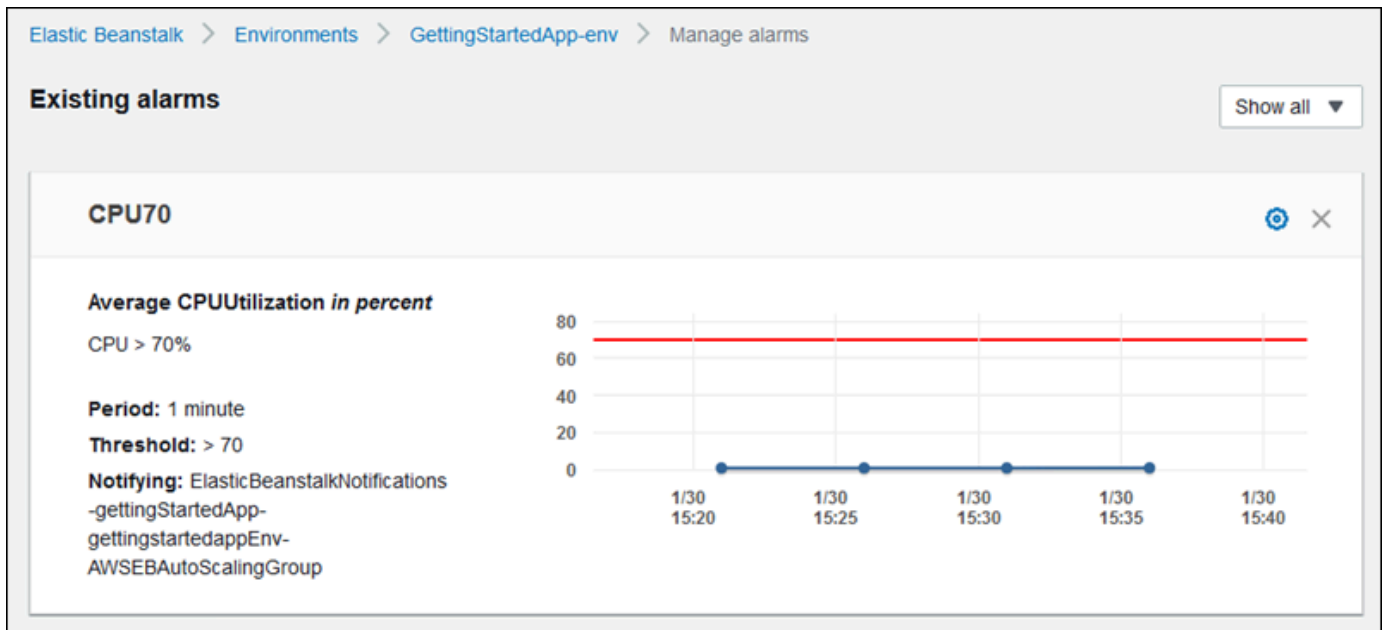 Elastic Beanstalk > Environments > GettingStartedApp-env > Manage alarms
Existing alarms
Show all
CPU70
Average CPUUtilization in percent
CPU > 70%
Period: 1 minute
Threshold: > 70
Notifying: ElasticBeanstalkNotifications
-gettingStartedApp-
gettingstartedappEnv-
AWSEBAutoScalingGroup
80
60
40
20
0
1/30 1/30 1/30 1/30 1/30
15:20 15:25 15:30 15:35 15:40